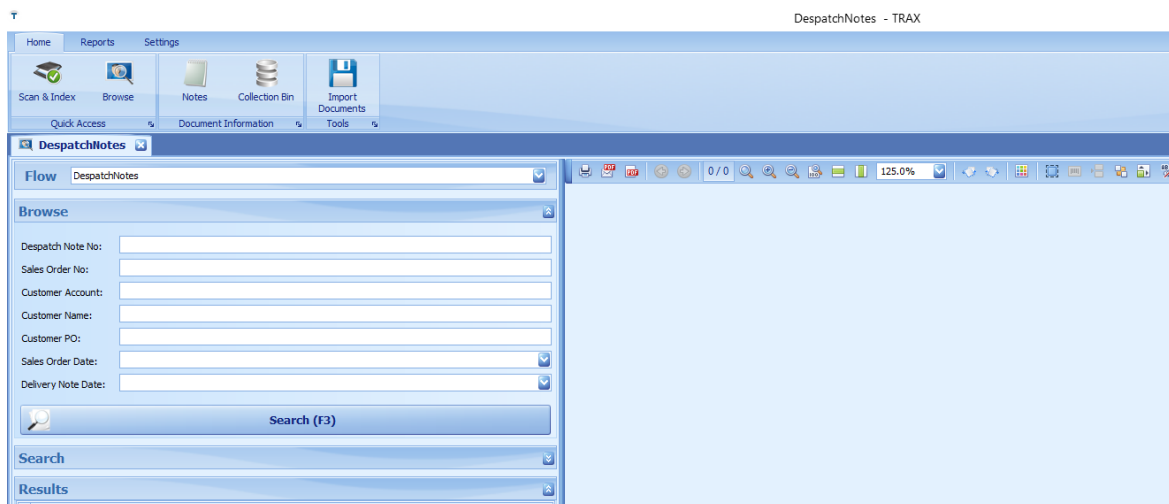 DespatchNotes - TRAX
Home Reports Settings
Scan & Index Browse Notes Collection Bin Import Documents
Quick Access Document Information Tools
DespatchNotes
Flow DespatchNotes
0 / 0 125.0%
Browse
Despatch Note No:
Sales Order No:
Customer Account:
Customer Name:
Customer PO:
Sales Order Date:
Delivery Note Date:
Search (F3)
Search
Results